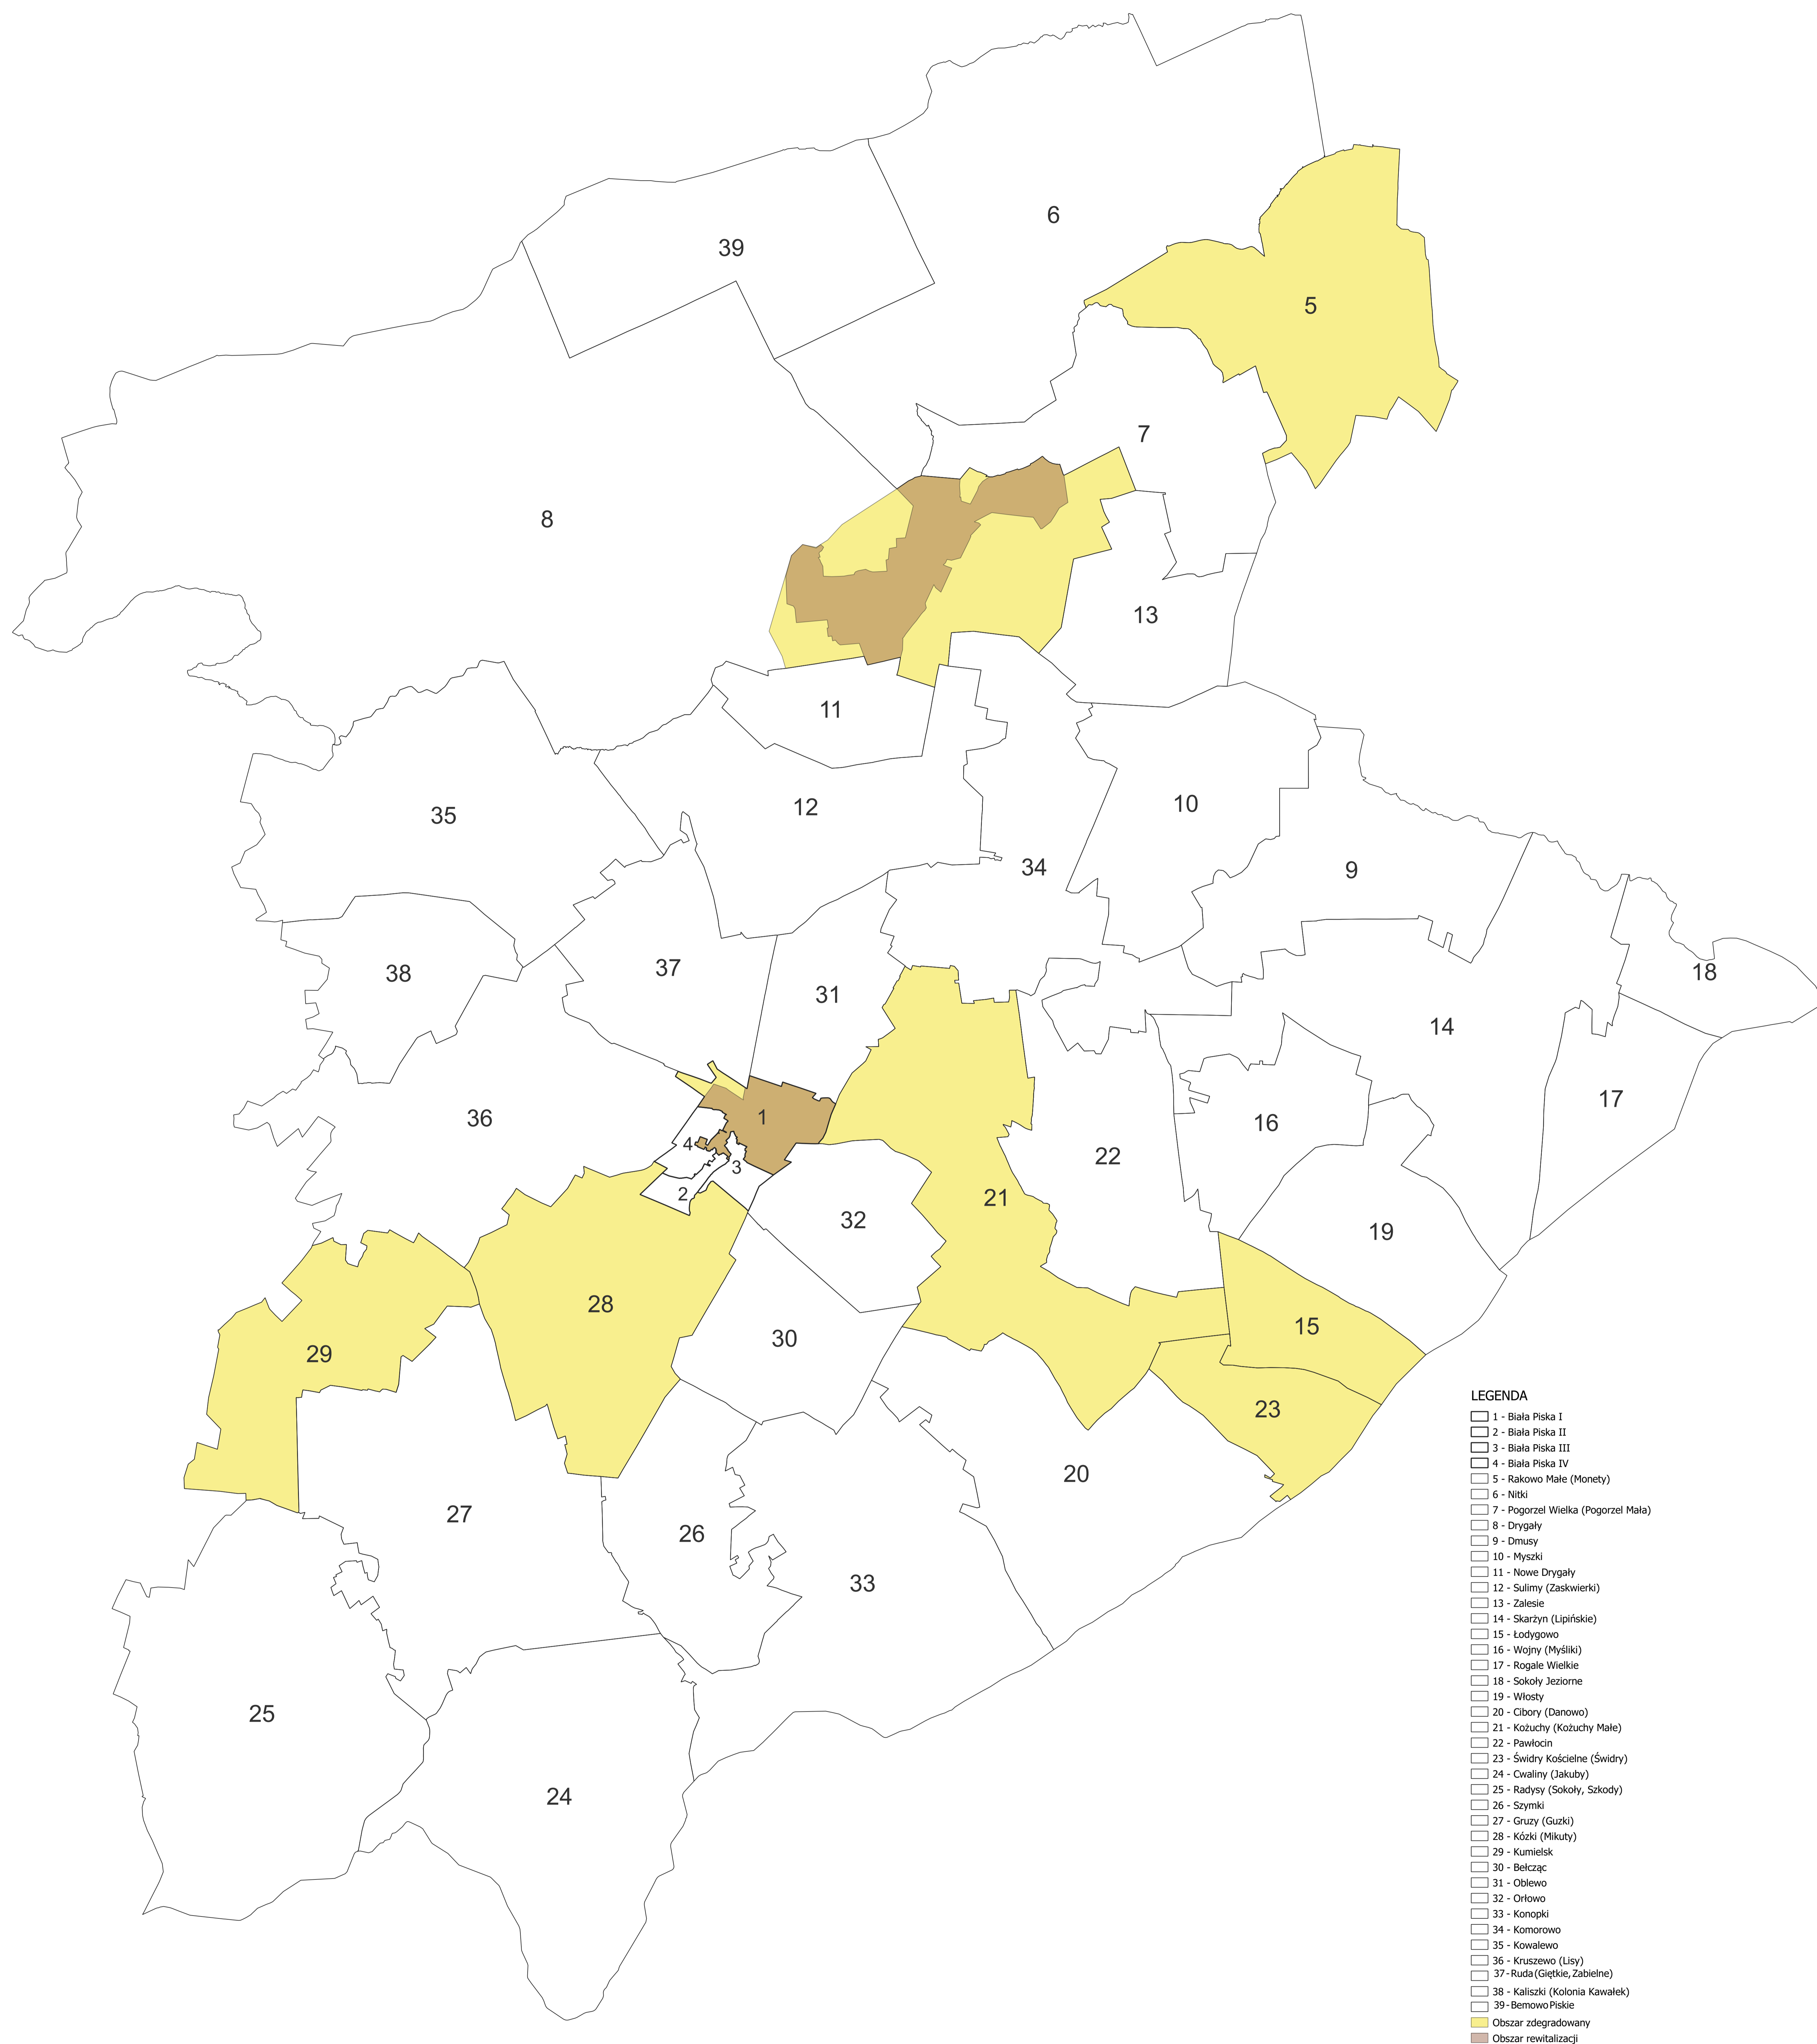 6
39
5
7
8
13
11
12
10
35
34
9
37
38
31
18
14
17
1
36
16
4
22
3
2
21
32
19
28
15
30
29
23
20
27
26
33
25
24
LEGENDA
1 - Biała Piska I
2 - Biała Piska II
3 - Biała Piska III
4 - Biała Piska IV
5 - Rakowo Małe (Monety)
6 - Nitki
7 - Pogorzel Wielka (Pogorzel Mała)
8 - Drygały
9 - Dmusy
10 - Myszki
11 - Nowe Drygały
12 - Sulimy (Zaskwierki)
13 - Zalesie
14 - Skarżyn (Lipińskie)
15 - Łodygowo
16 - Wojny (Myśliki)
17 - Rogale Wielkie
18 - Sokoły Jeziorne
19 - Włosty
20 - Cibory (Danowo)
21 - Kożuchy (Kożuchy Małe)
22 - Pawłocin
23 - Świdry Kościelne (Świdry)
24 - Cwaliny (Jakuby)
25 - Radysy (Sokoły, Szkody)
26 - Szymki
27 - Gruzy (Guzki)
28 - Kózki (Mikuty)
29 - Kumielsk
30 - Bełcząc
31 - Oblewo
32 - Orłowo
33 - Konopki
34 - Komorowo
35 - Kowalewo
36 - Kruszewo (Lisy)
37-Ruda(Giętkie, Zabielne)
38 - Kaliszki (Kolonia Kawałek)
39-Bemowo Piskie
Obszar zdegradowany
Obszar rewitalizacji